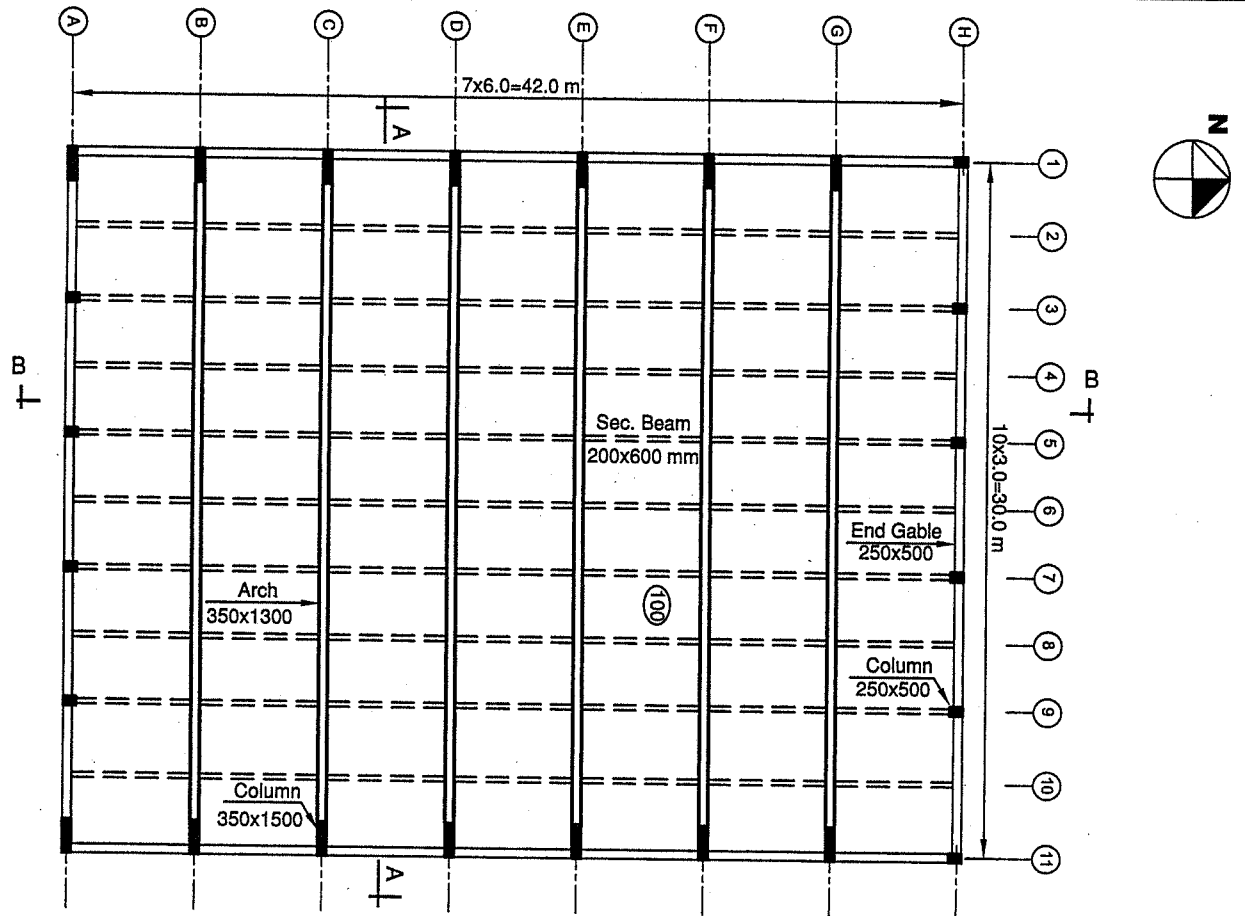 A
B
C
D
E
F
G
H
7x6.0=42.0 m
A
N
1
2
3
4
5
6
7
8
9
10
11
10x3.0=30.0 m
B
B
Sec. Beam
200x600 mm
End Gable
250x500
Arch
350x1300
100
Column
250x500
Column
350x1500
A